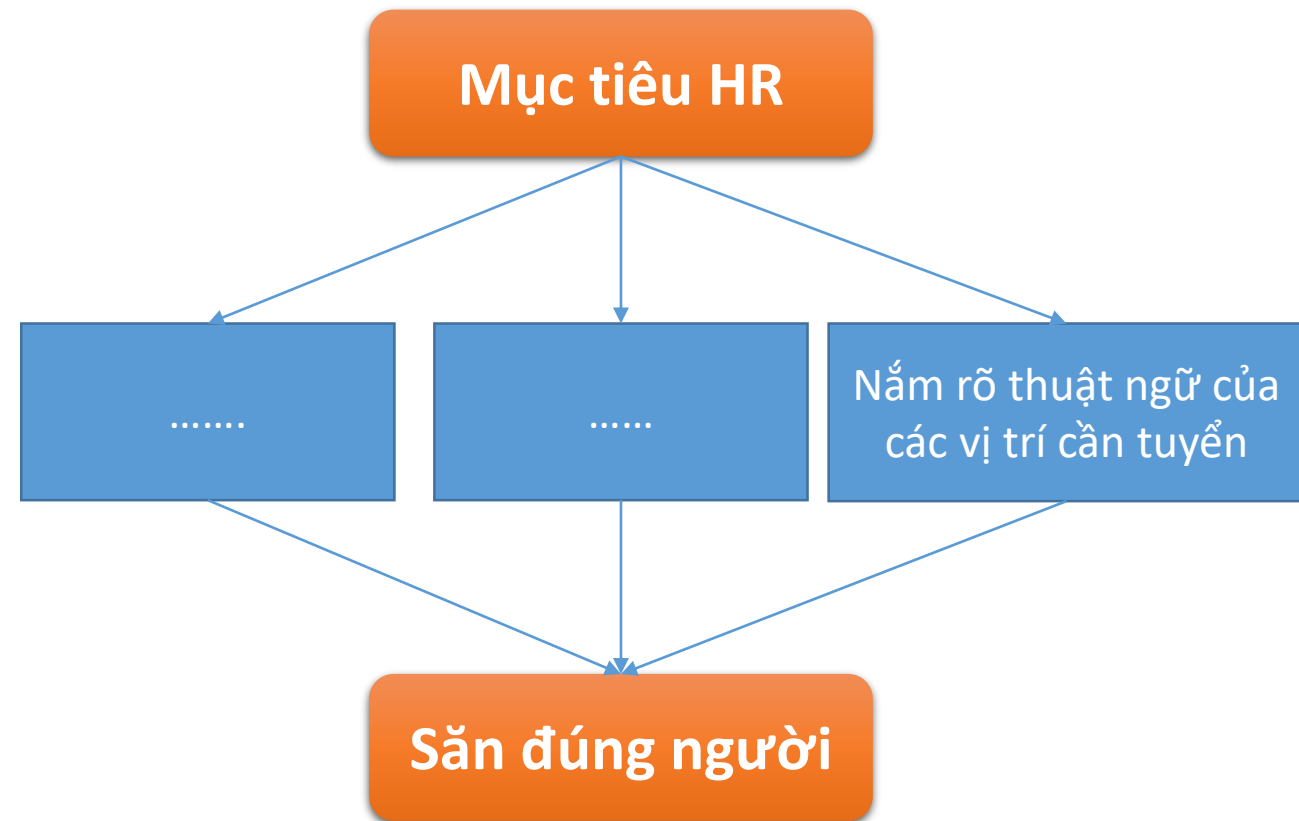 Mục tiêu HR
…….
……
Nắm rõ thuật ngữ của
các vị trí cần tuyển
Săn đúng người